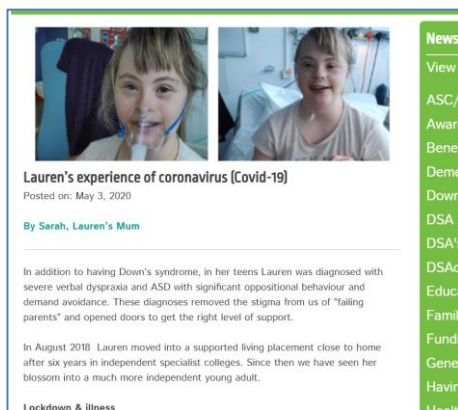 Lauren's experience of coronavirus (Covid-19)
Posted on: May 3, 2020
By Sarah, Lauren's Mum
In addition to having Down's syndrome, in her teens Lauren was diagnosed with
severe verbal dyspraxia and ASD with significant oppositional behaviour and
demand avoidance. These diagnoses removed the stigma from us of "failing
parents" and opened doors to get the right level of support.
In August 2018 Lauren moved into a supported living placement close to home
after six years in independent specialist colleges. Since then we have seen her
blossom into a much more independent young adult.
Lockdown & illness
News
View
ASC/
Awar
Bene
Deme
Down
DSA
DSA'
DSAc
Educa
Famil
Fundr
Gene
Havin